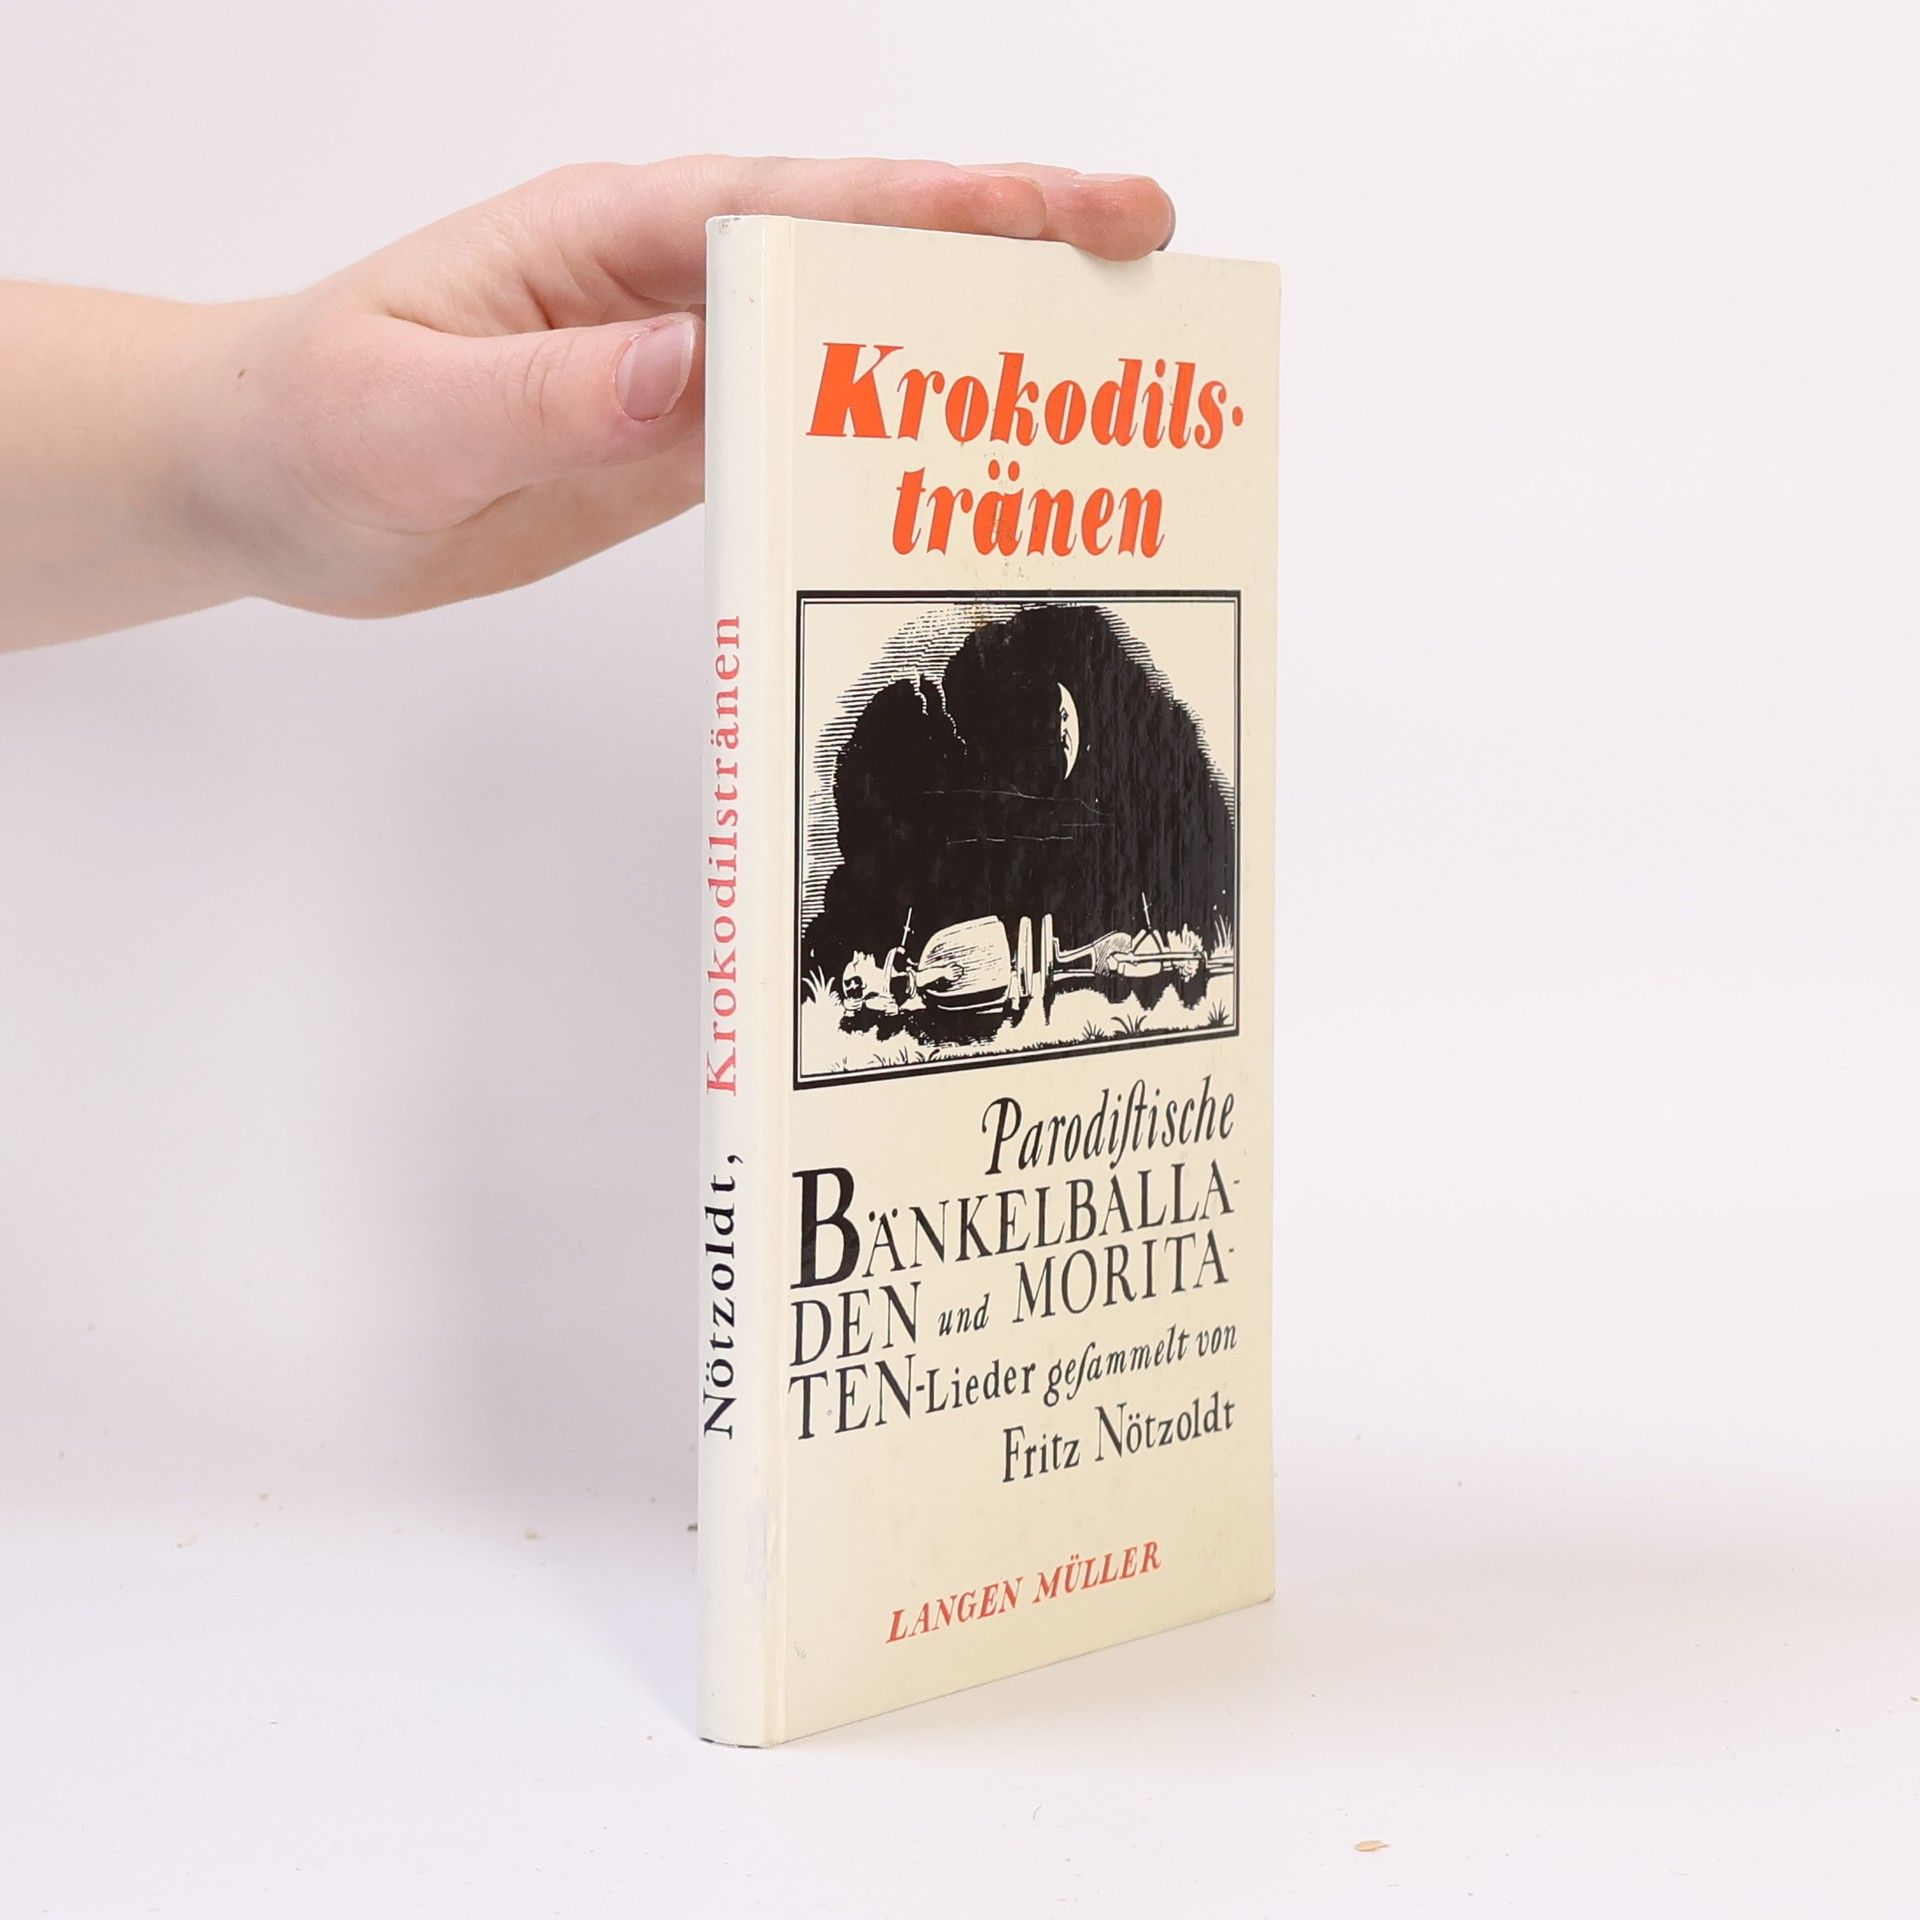 Nötzoldt, Krokodilstränen
Krokodils-
tränen
Parodiſtische
BÄNKELBALLA-
DEN und MORITA-
TEN-Lieder geſammelt von
Fritz Nötzoldt
LANGEN MÜLLER